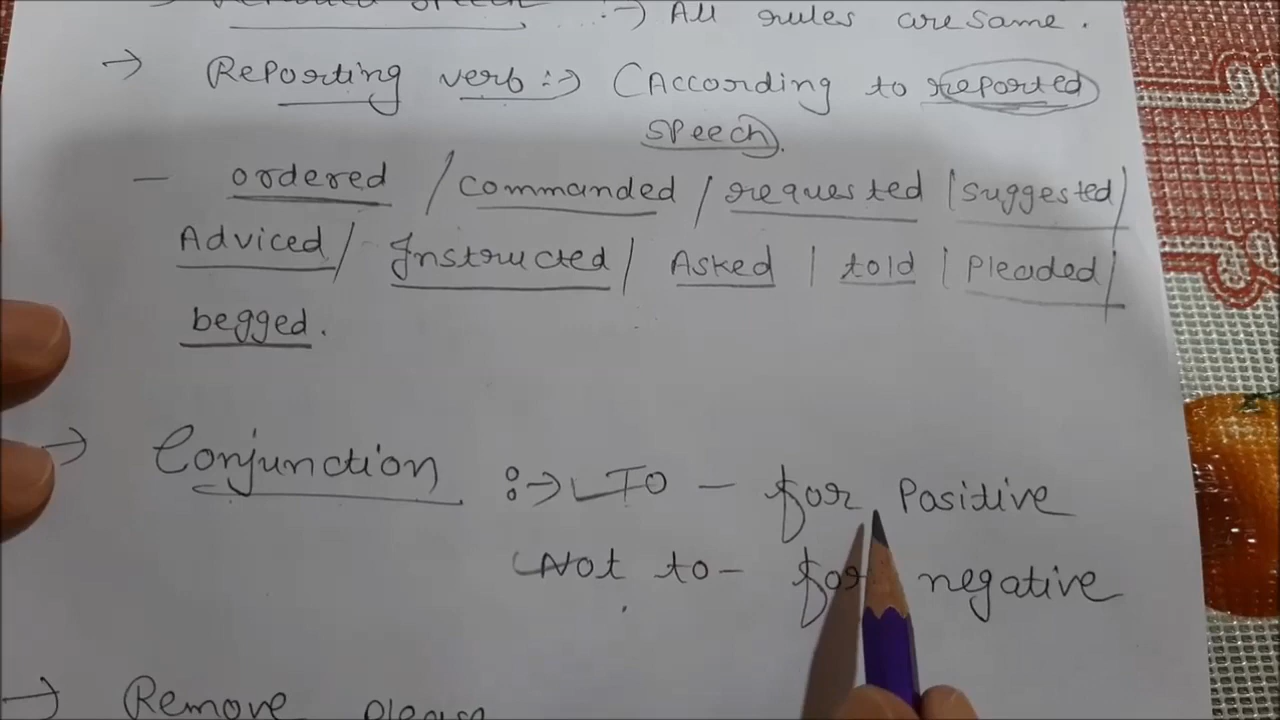 :→ All rules are same.
→ Reporting verb :→ (According to reported
speech).
- ordered / commanded / requested / suggested /
Adviced / Instructed / Asked / told / Pleaded /
begged.
→ Conjunction :→ To - for Positive
Not to - for negative
→ Remove please